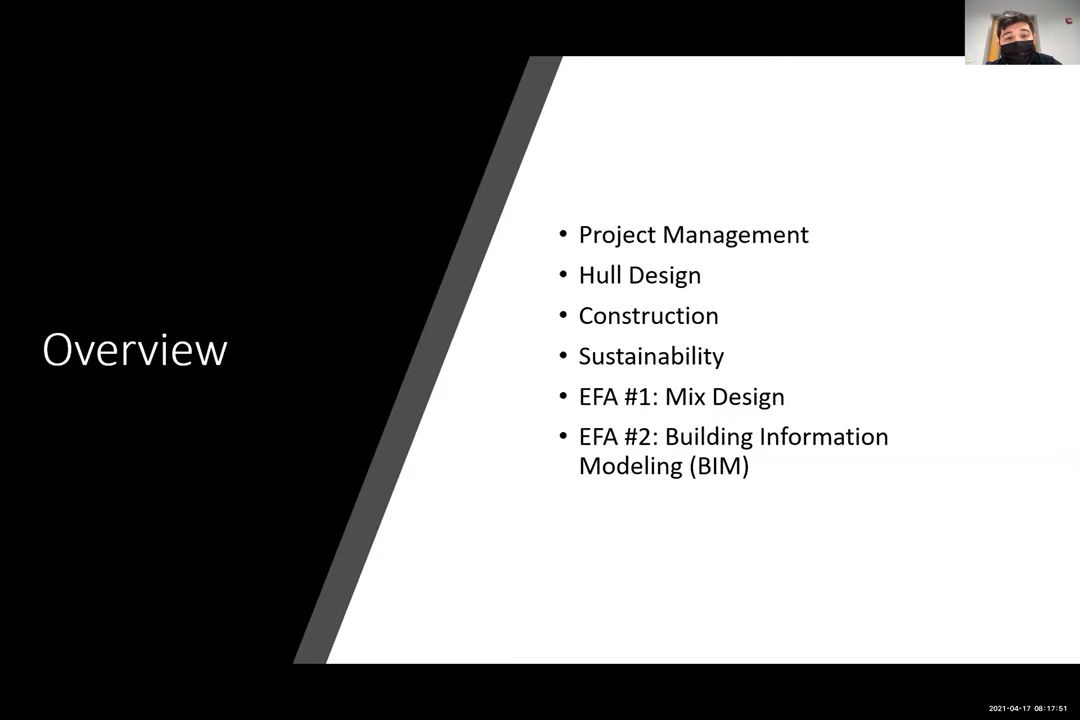 Overview
• Project Management
• Hull Design
• Construction
• Sustainability
• EFA #1: Mix Design
• EFA #2: Building Information
Modeling (BIM)
2021-04-17 08:17:51